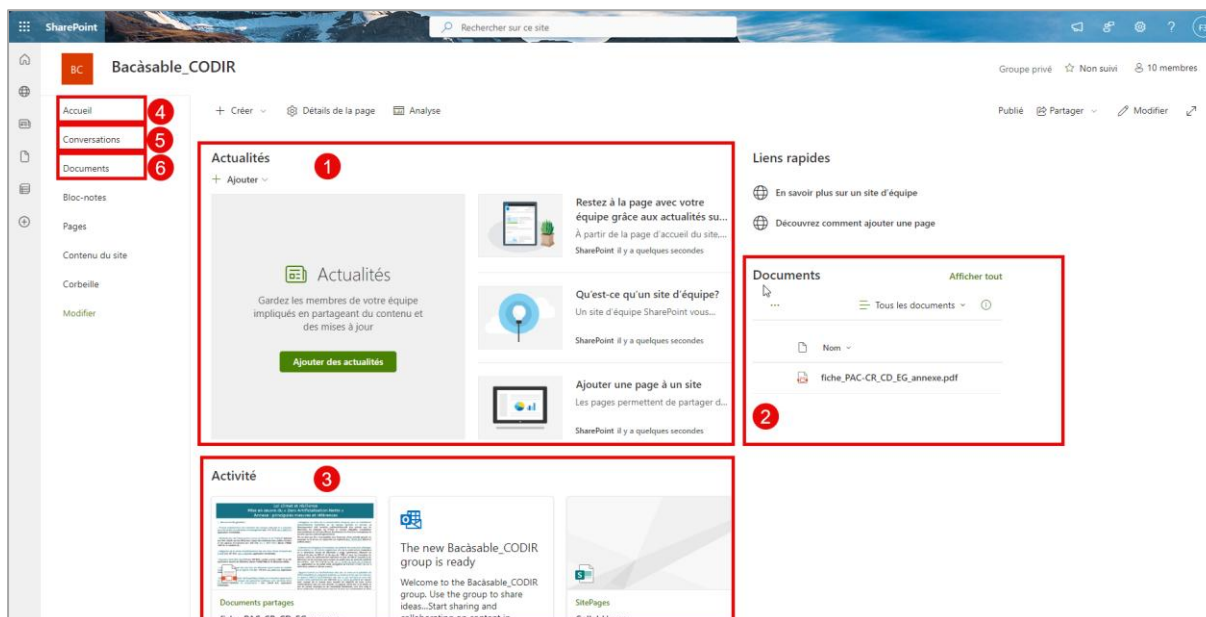 SharePoint
Rechercher sur ce site
BC
Bacàsable_CODIR
Groupe privé
Non suivi
10 membres
Accueil
4
Conversations
5
Documents
6
Bloc-notes
Pages
Contenu du site
Corbeille
Modifier
+ Créer
Détails de la page
Analyse
Publié
Partager
Modifier
Actualités
1
+ Ajouter
Actualités
Gardez les membres de votre équipe
impliqués en partageant du contenu et
des mises à jour
Ajouter des actualités
Restez à la page avec votre
équipe grâce aux actualités su...
À partir de la page d'accueil du site,...
SharePoint il y a quelques secondes
Qu'est-ce qu'un site d'équipe?
Un site d'équipe SharePoint vous...
SharePoint il y a quelques secondes
Ajouter une page à un site
Les pages permettent de partager d...
SharePoint il y a quelques secondes
Liens rapides
En savoir plus sur un site d'équipe
Découvrez comment ajouter une page
Documents
Afficher tout
...
Tous les documents
Nom
fiche_PAC-CR_CD_EG_annexe.pdf
2
Activité
3
Documents partages
The new Bacàsable_CODIR
group is ready
Welcome to the Bacàsable_CODIR
group. Use the group to share
ideas...Start sharing and
SitePages